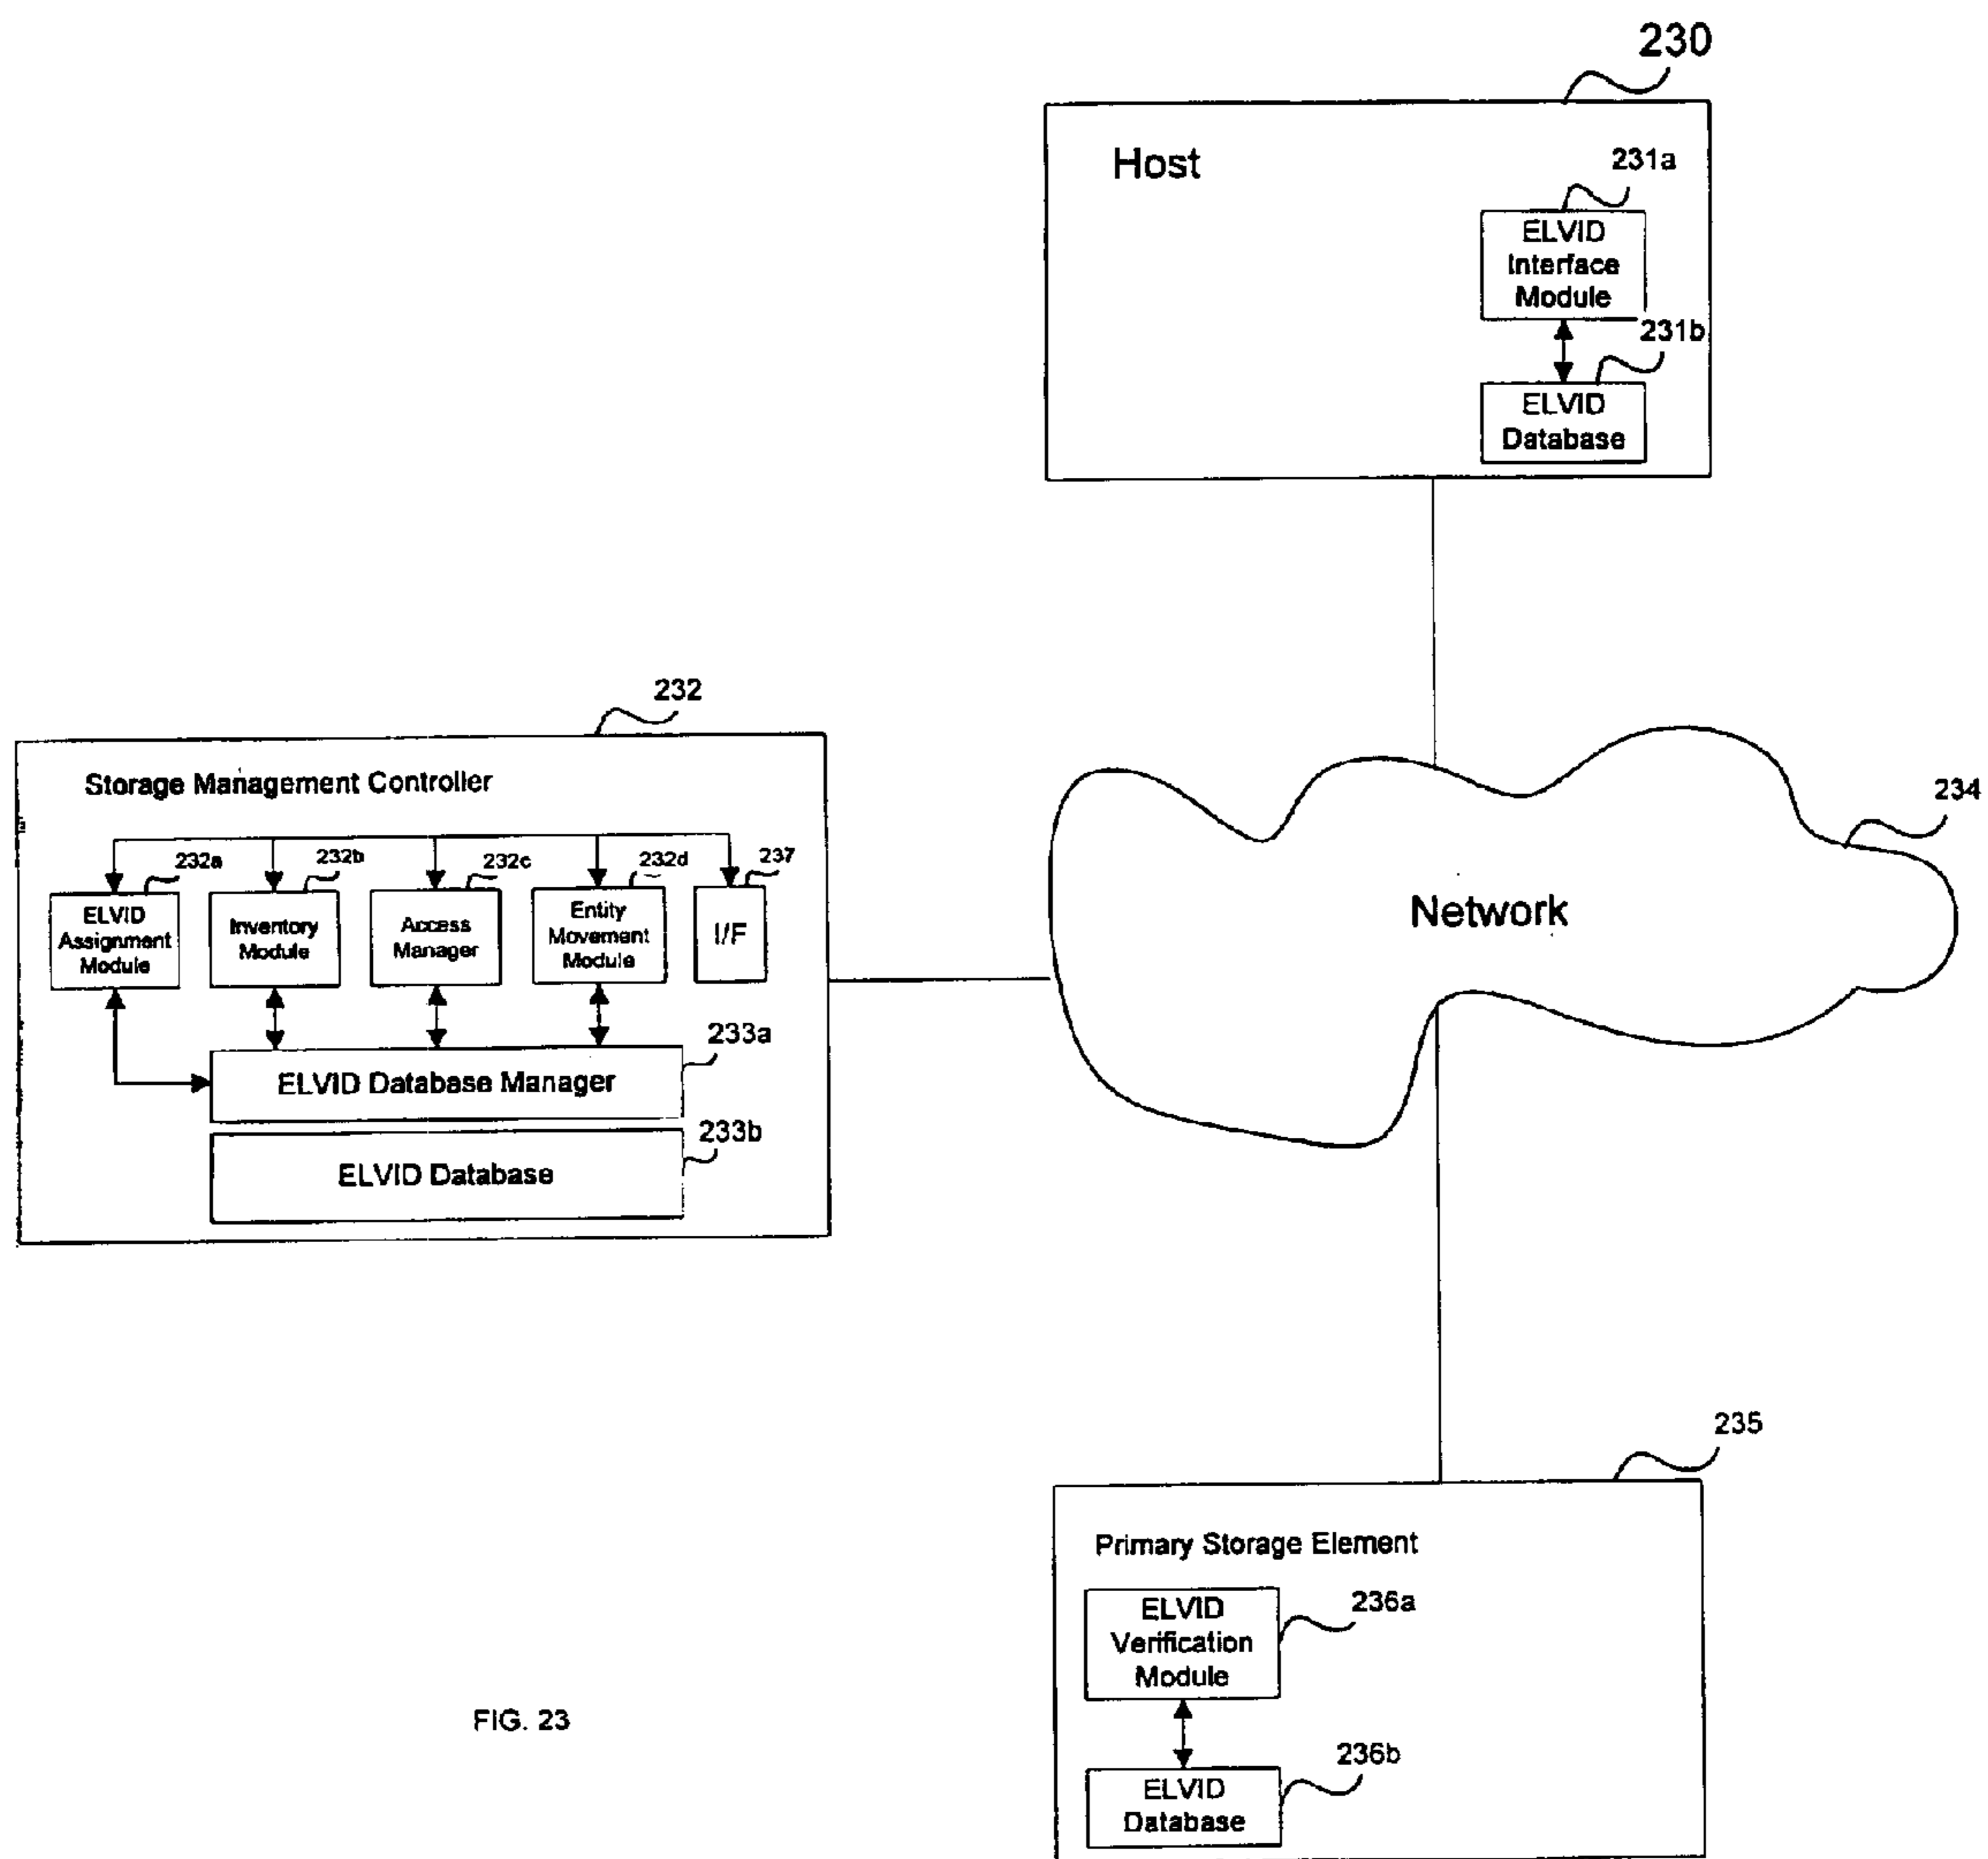 230
Host
231a
ELVID
Interface
Module
231b
ELVID
Database
232
Storage Management Controller
232a
232b
232c
232d
237
ELVID
Assignment
Module
Inventory
Module
Access
Manager
Entity
Movement
Module
I/F
233a
ELVID Database Manager
233b
ELVID Database
234
Network
235
Primary Storage Element
236a
ELVID
Verification
Module
236b
ELVID
Database
FIG. 23